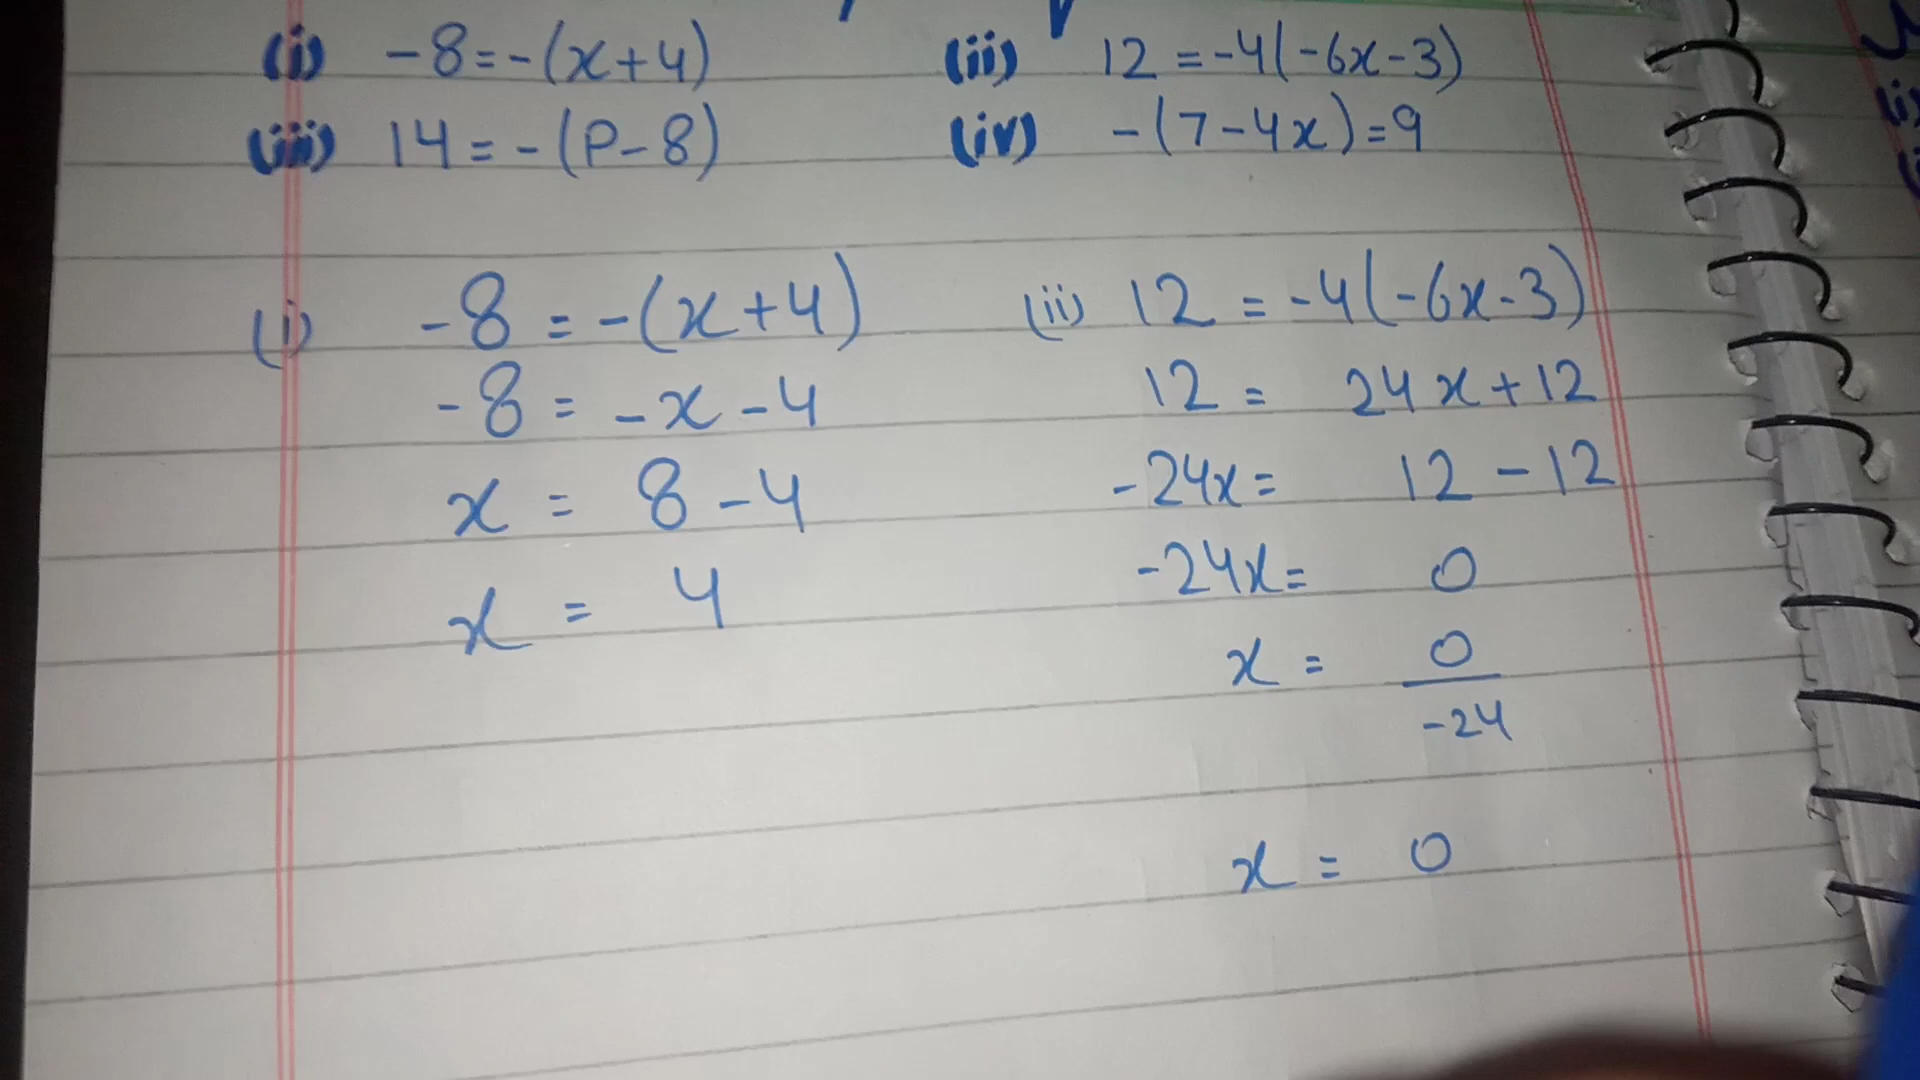 (i) -8=-(x+4) (ii) 12=-4(-6x-3)
(iii) 14=-(P-8) (iv) -(7-4x)=9
(i) -8=-(x+4) (ii) 12=-4(-6x-3)
-8=-x-4 12= 24x+12
x = 8-4 -24x= 12-12
x = 4 -24x= 0
x = 0/-24
x = 0